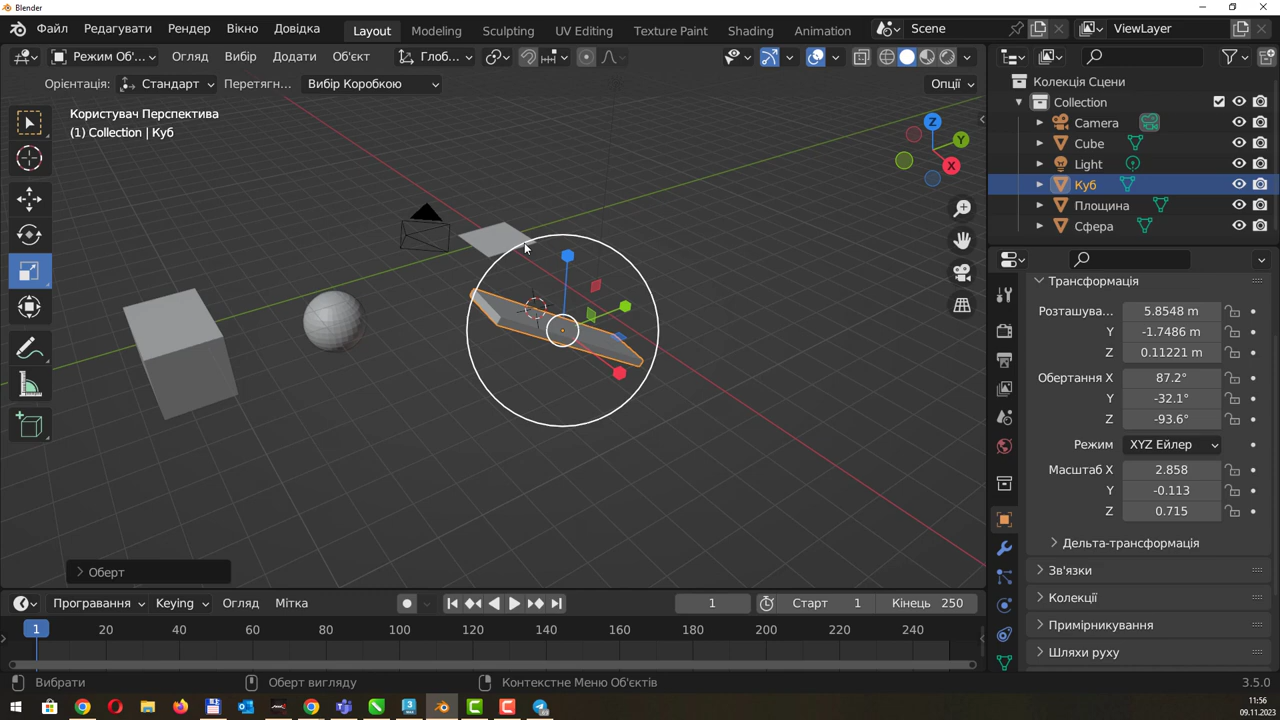 Blender
Файл Редагувати Рендер Вікно Довідка Layout Modeling Sculpting UV Editing Texture Paint Shading Animation Scene ViewLayer
Режим Об'... Огляд Вибір Додати Об'єкт Глоб...
Орієнтація: Стандарт Перетягн... Вибір Коробкою Опції
Користувач Перспектива
(1) Collection | Куб
Z
Y
X
Оберт
Колекція Сцени
Collection
Camera
Cube
Light
Куб
Площина
Сфера
Трансформація
Розташува... 5.8548 m
Y -1.7486 m
Z 0.11221 m
Обертання X 87.2°
Y -32.1°
Z -93.6°
Режим XYZ Ейлер
Масштаб X 2.858
Y -0.113
Z 0.715
Дельта-трансформація
Зв'язки
Колекції
Примірникування
Шляхи руху
Програвання Keying Огляд Мітка 1 Старт 1 Кінець 250
1 20 40 60 80 100 120 140 160 180 200 220 240
Вибрати Оберт вигляду Контекстне Меню Об'єктів 3.5.0
11:56
09.11.2023